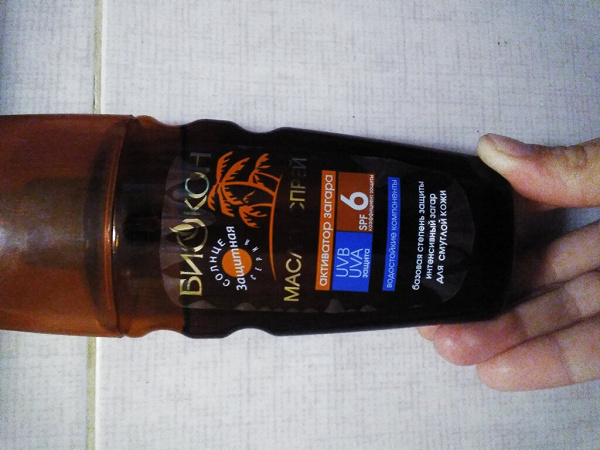 БИОКОН
СОЛНЦЕ
Защитная
СЕРИЯ
СПРЕЙ
активатор загара
UVB
UVA
защита
SPF 6
коэффициент защиты
водостойкие компоненты
базовая степень защиты
интенсивный загар
для смуглой кожи